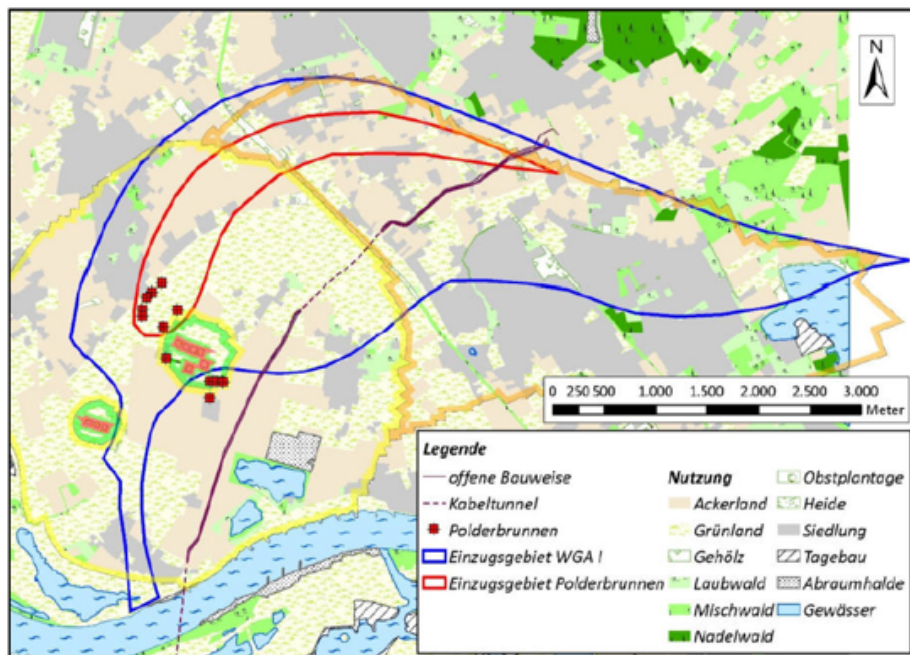 N
0 250 500 1.000 1.500 2.000 2.500 3.000
Meter
Legende
offene Bauweise
Kabeltunnel
Polderbrunnen
Einzugsgebiet WGA I
Einzugsgebiet Polderbrunnen
Nutzung
Ackerland
Grünland
Gehölz
Laubwald
Mischwald
Nadelwald
Obstplantage
Heide
Siedlung
Tagebau
Abraumhalde
Gewässer